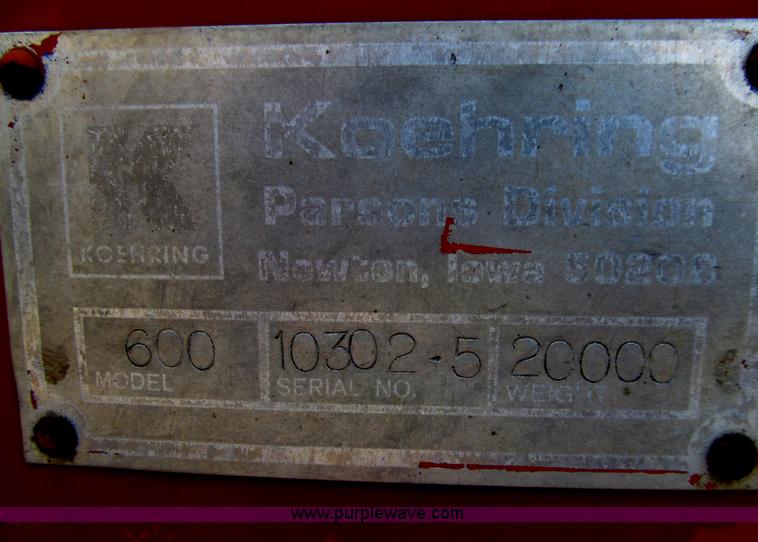 Koehring
Parsons Division
Newton, Iowa 50208
K
KOEHRING
600 10302-5 20000
MODEL SERIAL NO. WEIGHT
www.purplewave.com